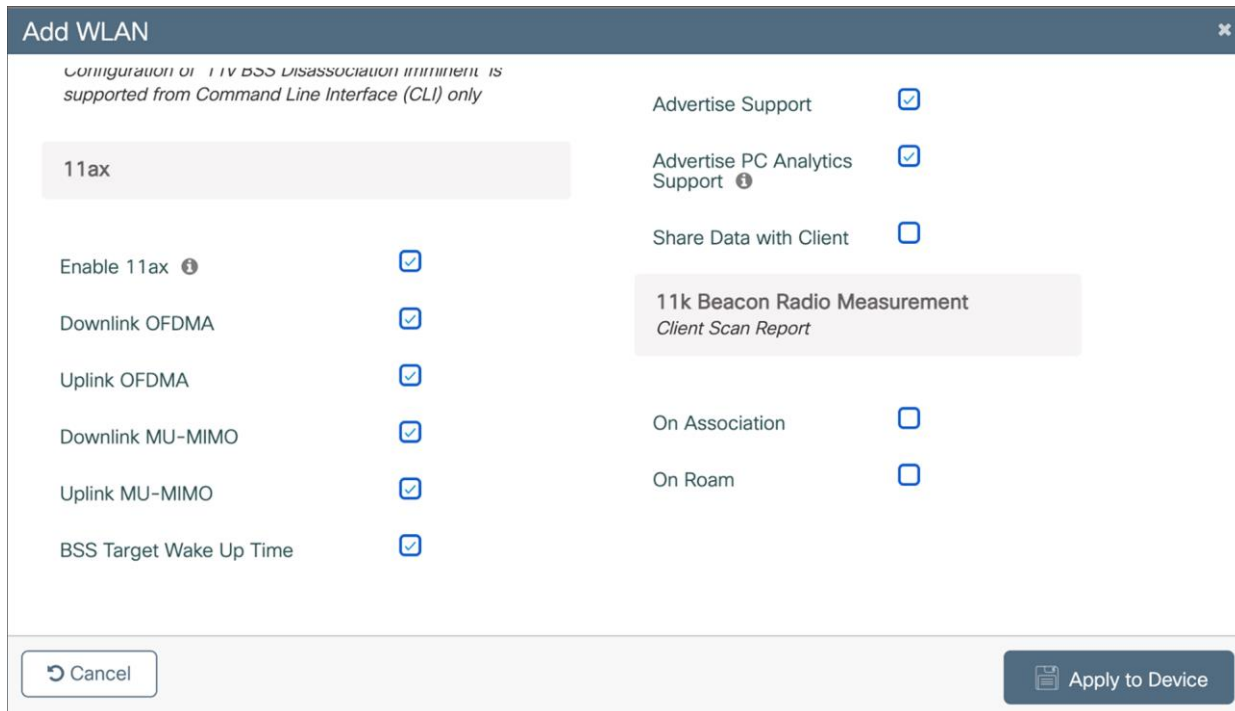 Add WLAN
Configuration of '11v BSS Disassociation Imminent' is
supported from Command Line Interface (CLI) only
11ax
Enable 11ax
Downlink OFDMA
Uplink OFDMA
Downlink MU-MIMO
Uplink MU-MIMO
BSS Target Wake Up Time
Advertise Support
Advertise PC Analytics
Support
Share Data with Client
11k Beacon Radio Measurement
Client Scan Report
On Association
On Roam
Cancel
Apply to Device